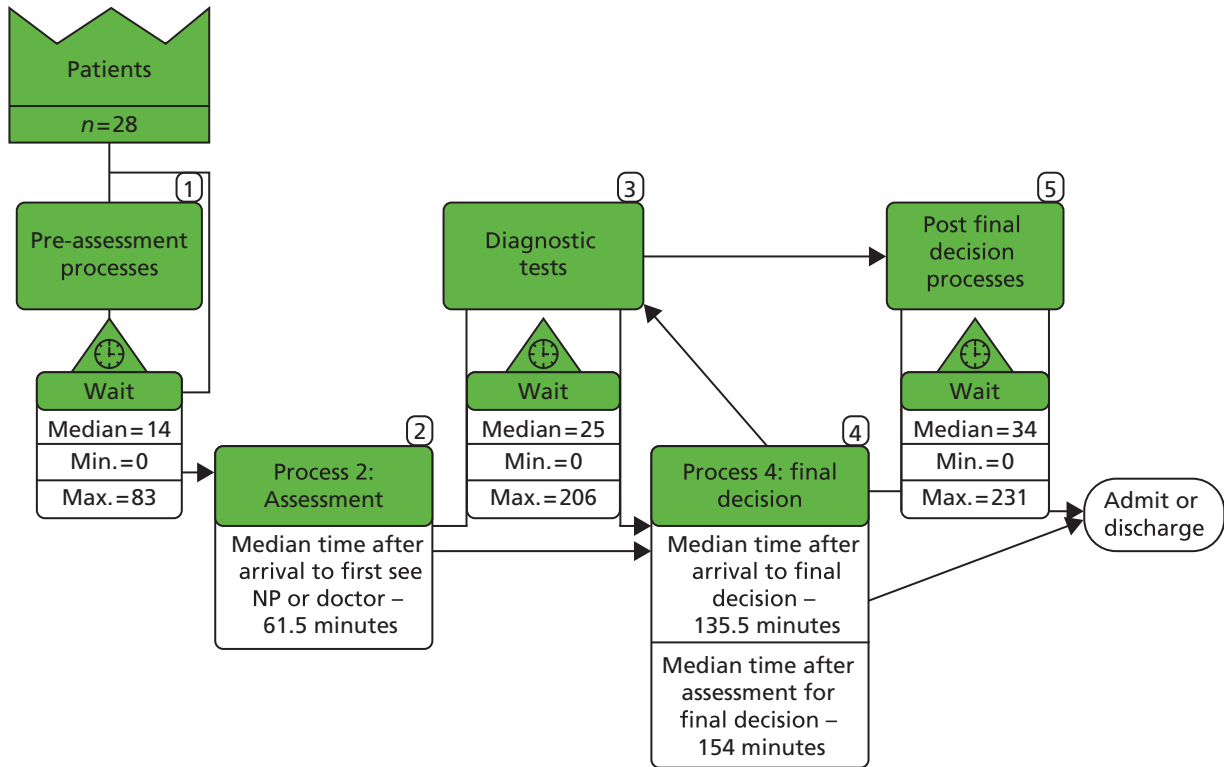 Patients
n=28
1
Pre-assessment
processes
Wait
Median=14
Min.=0
Max.=83
2
Process 2:
Assessment
Median time after
arrival to first see
NP or doctor –
61.5 minutes
3
Diagnostic
tests
Wait
Median=25
Min.=0
Max.=206
4
Process 4: final
decision
Median time after
arrival to final
decision –
135.5 minutes
Median time after
assessment for
final decision –
154 minutes
5
Post final
decision
processes
Wait
Median=34
Min.=0
Max.=231
Admit or
discharge